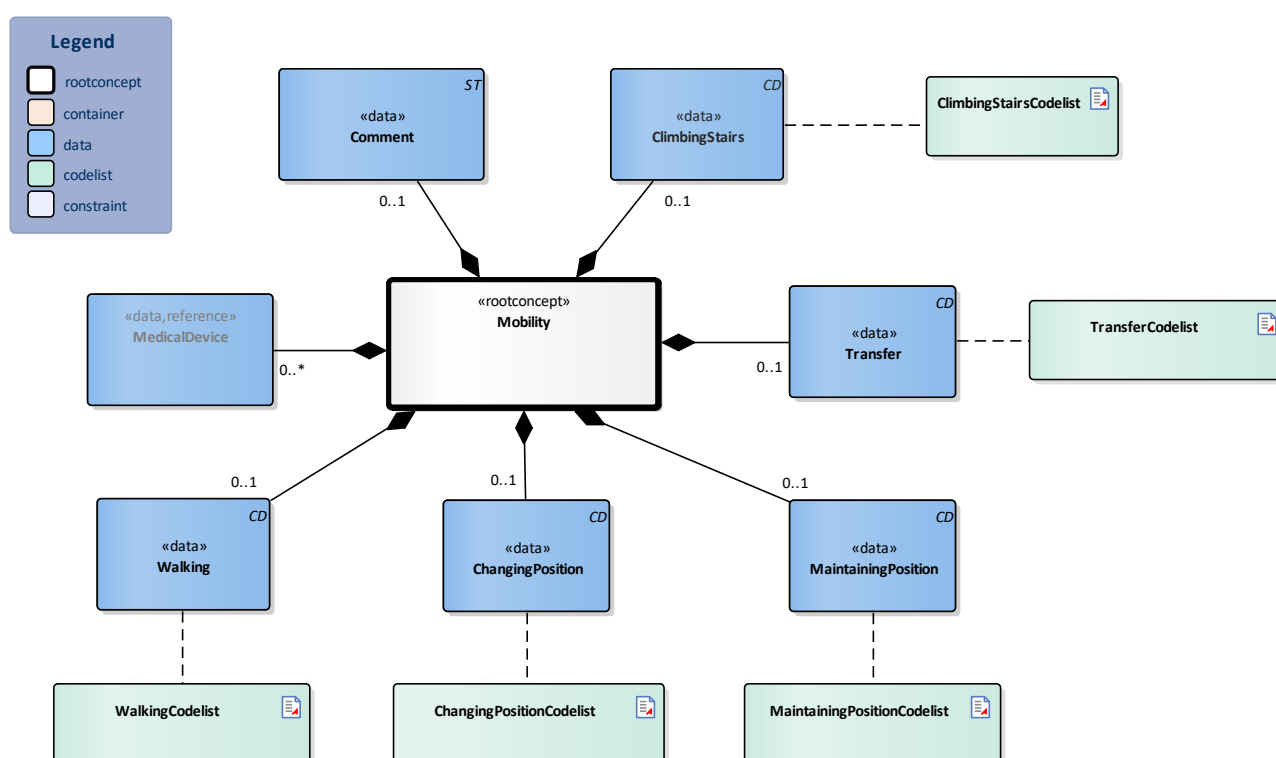 Legend
rootconcept
container
data
codelist
constraint
ST
«data»
Comment
0..1
CD
«data»
ClimbingStairs
0..1
ClimbingStairsCodelist
«data,reference»
MedicalDevice
0..*
«rootconcept»
Mobility
CD
«data»
Transfer
0..1
TransferCodelist
0..1
CD
«data»
Walking
0..1
CD
«data»
ChangingPosition
0..1
CD
«data»
MaintainingPosition
WalkingCodelist
ChangingPositionCodelist
MaintainingPositionCodelist